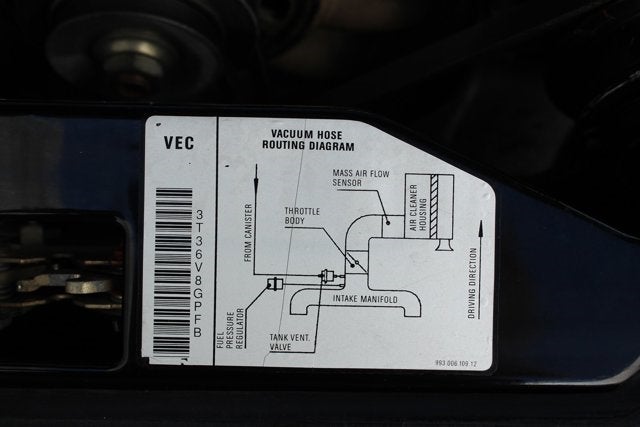 VEC
3T36V8GPFB
VACUUM HOSE
ROUTING DIAGRAM
MASS AIR FLOW
SENSOR
AIR CLEANER
HOUSING
THROTTLE
BODY
FROM CANISTER
DRIVING DIRECTION
INTAKE MANIFOLD
FUEL
PRESSURE
REGULATOR
TANK VENT.
VALVE
993 006 109 12